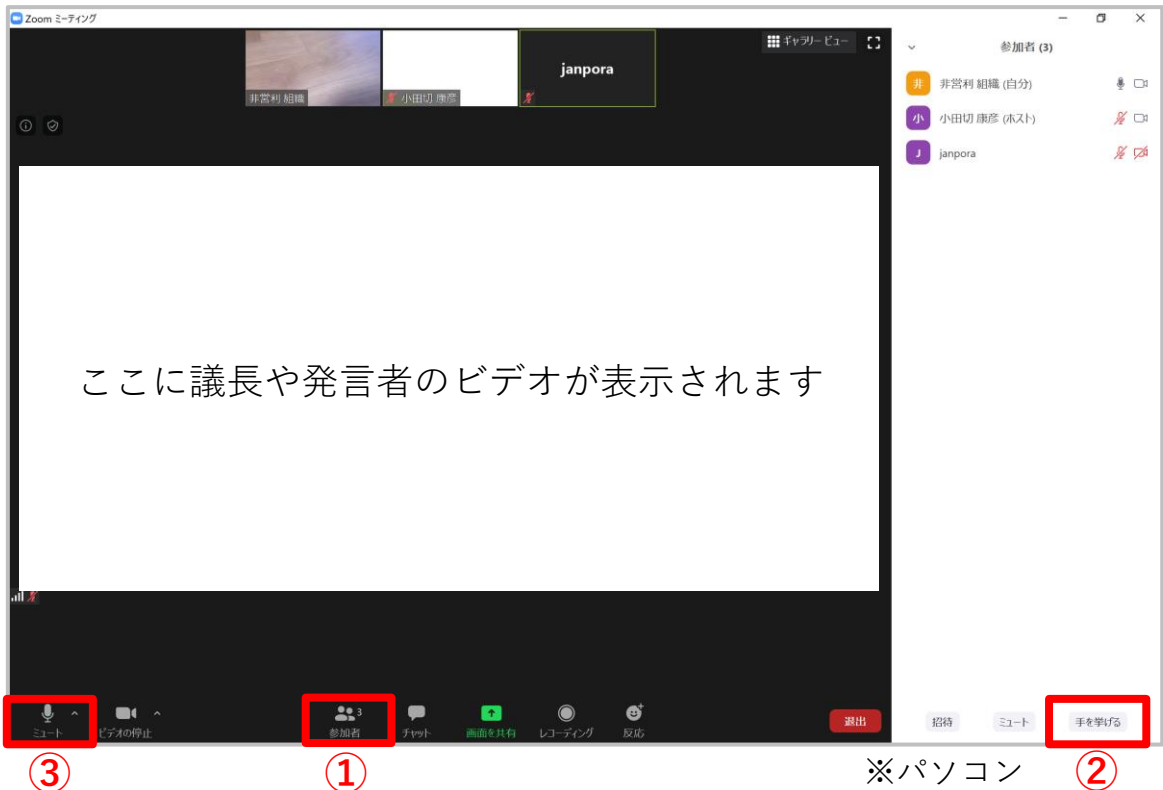 Zoom ミーティング
ギャラリー ビュー
参加者 (3)
janpora
非営利 組織
小田切 康彦
非 非営利 組織 (自分)
小 小田切 康彦 (ホスト)
J janpora
ここに議長や発言者のビデオが表示されます
3
ミュート ビデオの停止 参加者 チャット 画面を共有 レコーディング 反応 退出
招待 ミュート 手を挙げる
③ ① ※パソコン ②